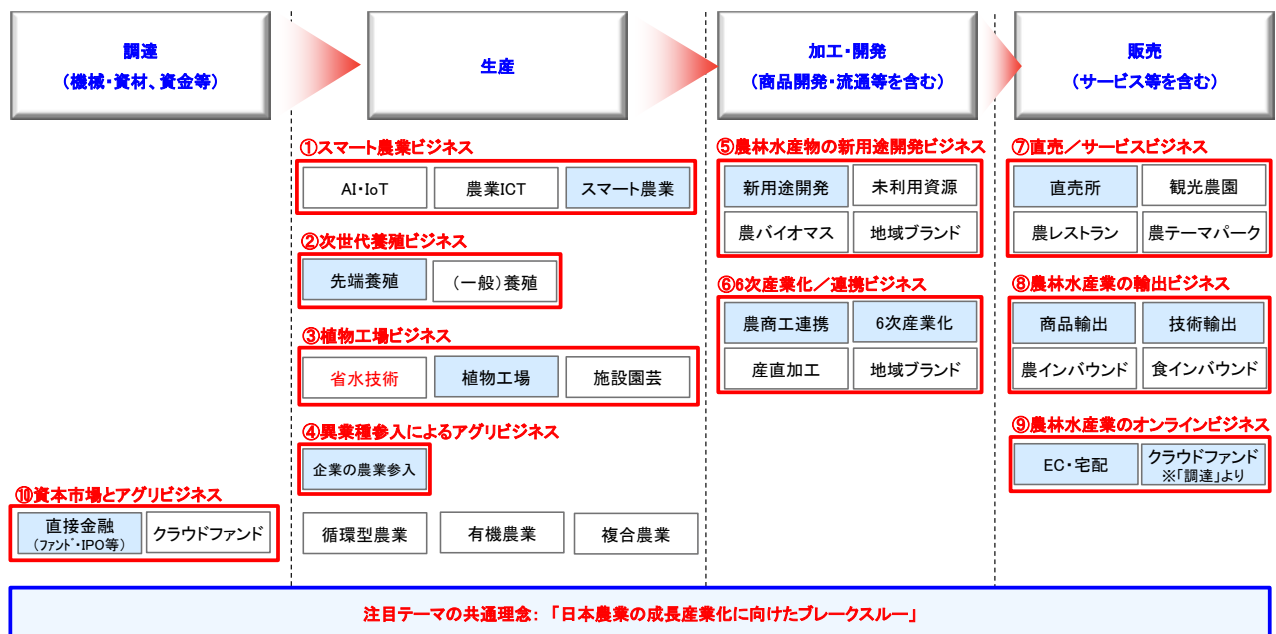 調達
(機械・資材、資金等)
生産
加工・開発
(商品開発・流通等を含む)
販売
(サービス等を含む)
①スマート農業ビジネス
AI・IoT
農業ICT
スマート農業
②次世代養殖ビジネス
先端養殖
(一般)養殖
③植物工場ビジネス
省水技術
植物工場
施設園芸
④異業種参入によるアグリビジネス
企業の農業参入
循環型農業
有機農業
複合農業
⑩資本市場とアグリビジネス
直接金融
(ファンド・IPO等)
クラウドファンド
⑤農林水産物の新用途開発ビジネス
新用途開発
未利用資源
農バイオマス
地域ブランド
⑥6次産業化/連携ビジネス
農商工連携
6次産業化
産直加工
地域ブランド
⑦直売/サービスビジネス
直売所
観光農園
農レストラン
農テーマパーク
⑧農林水産業の輸出ビジネス
商品輸出
技術輸出
農インバウンド
食インバウンド
⑨農林水産業のオンラインビジネス
EC・宅配
クラウドファンド
※「調達」より
注目テーマの共通理念: 「日本農業の成長産業化に向けたブレークスルー」